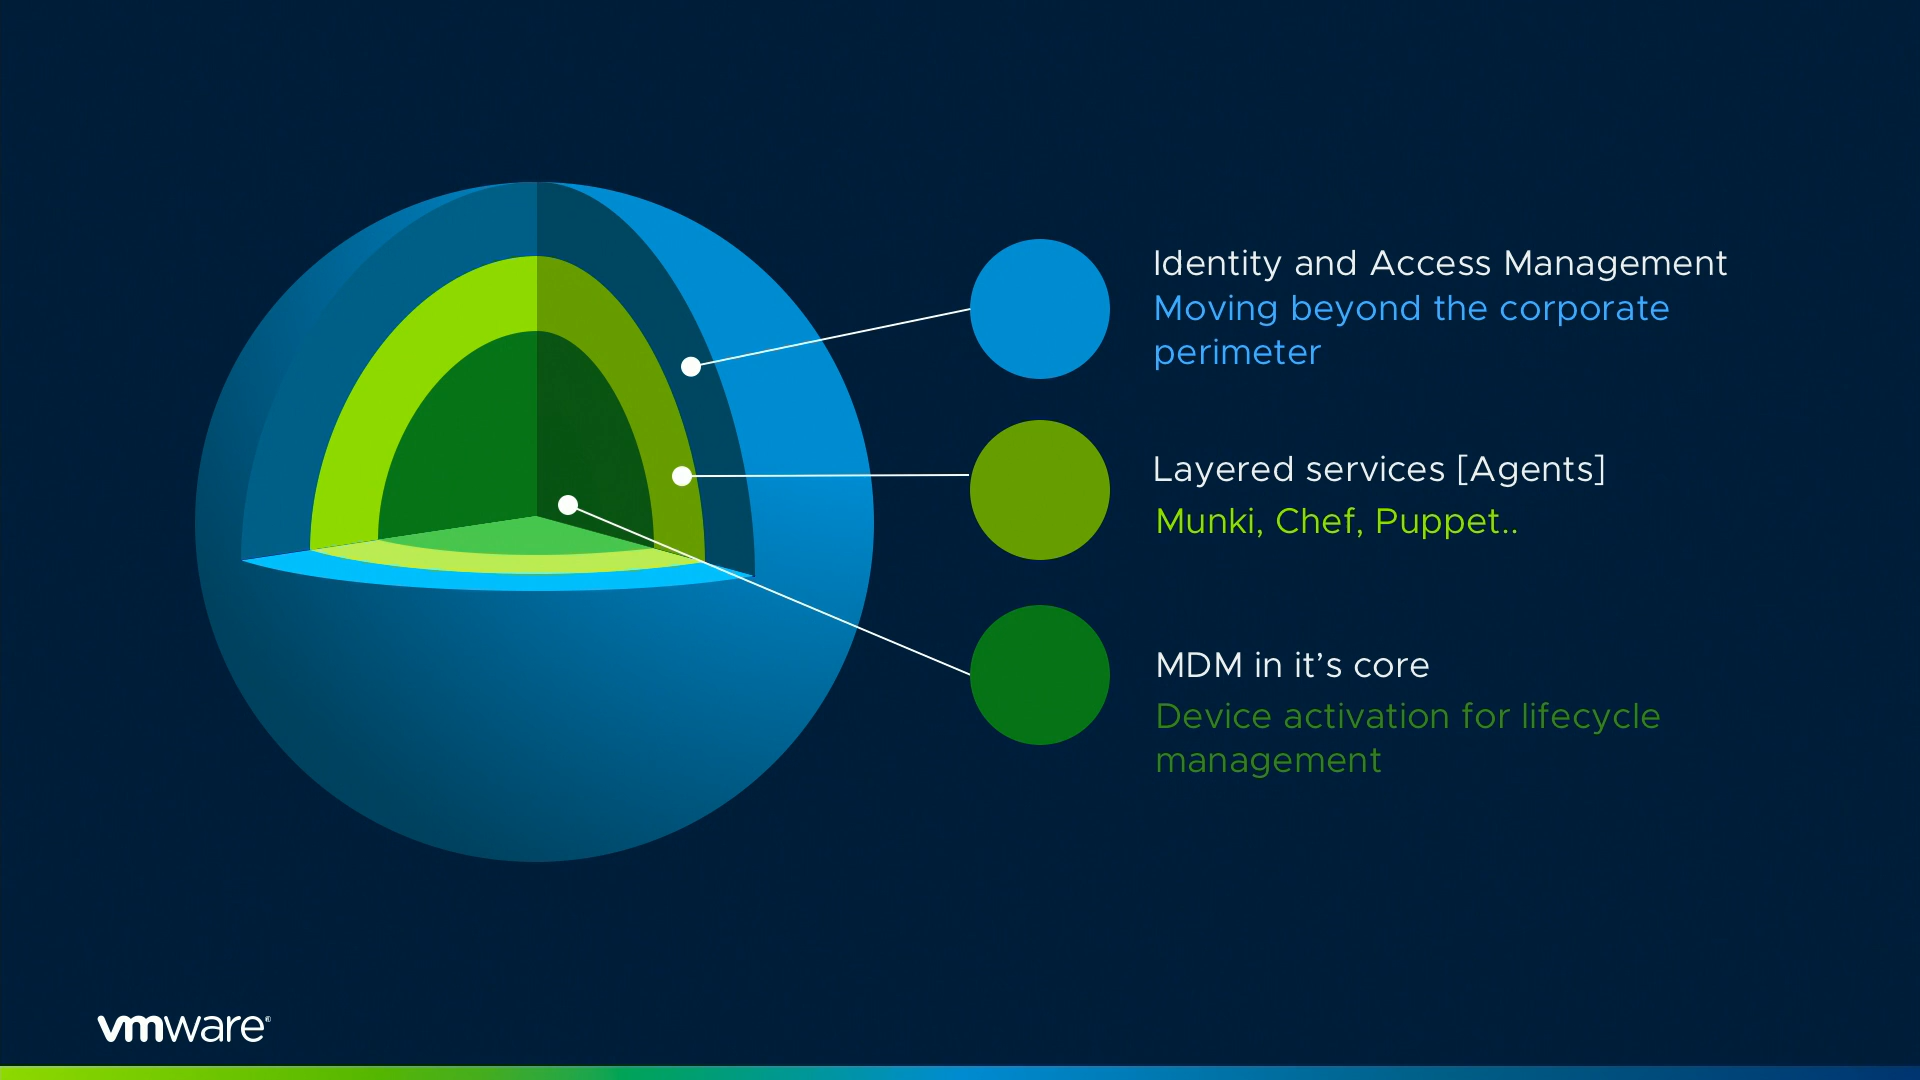 Identity and Access Management
Moving beyond the corporate
perimeter
Layered services [Agents]
Munki, Chef, Puppet..
MDM in it’s core
Device activation for lifecycle
management
vmware®